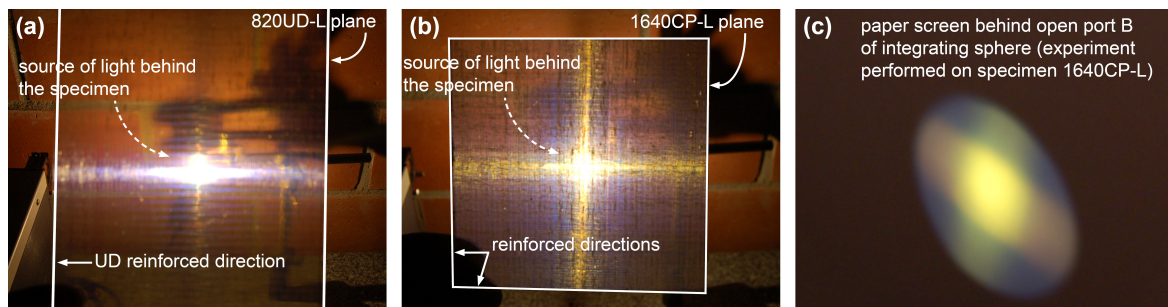 (a)
820UD-L plane
source of light behind
the specimen
UD reinforced direction
(b)
1640CP-L plane
source of light behind
the specimen
reinforced directions
(c)
paper screen behind open port B
of integrating sphere (experiment
performed on specimen 1640CP-L)